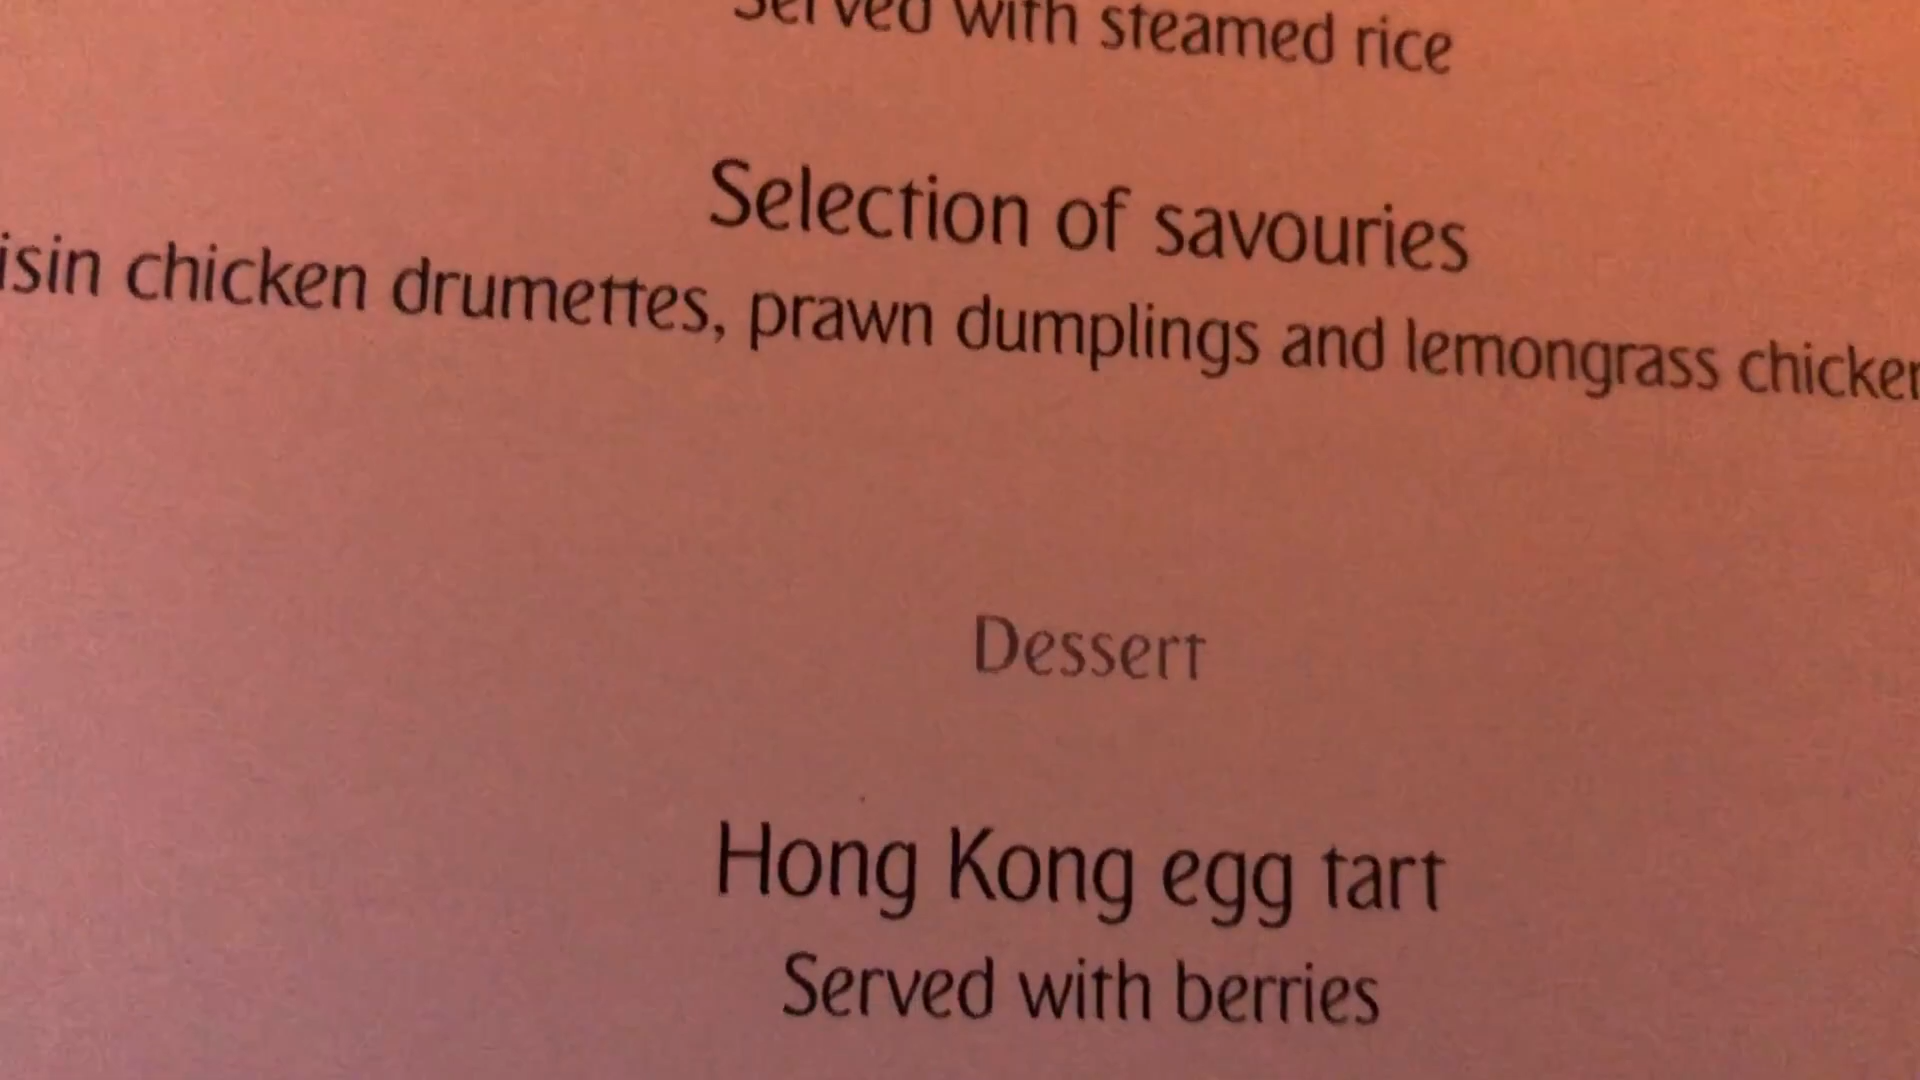 Served with steamed rice
Selection of savouries
chicken drumettes, prawn dumplings and lemongrass chicken
Dessert
Hong Kong egg tart
Served with berries